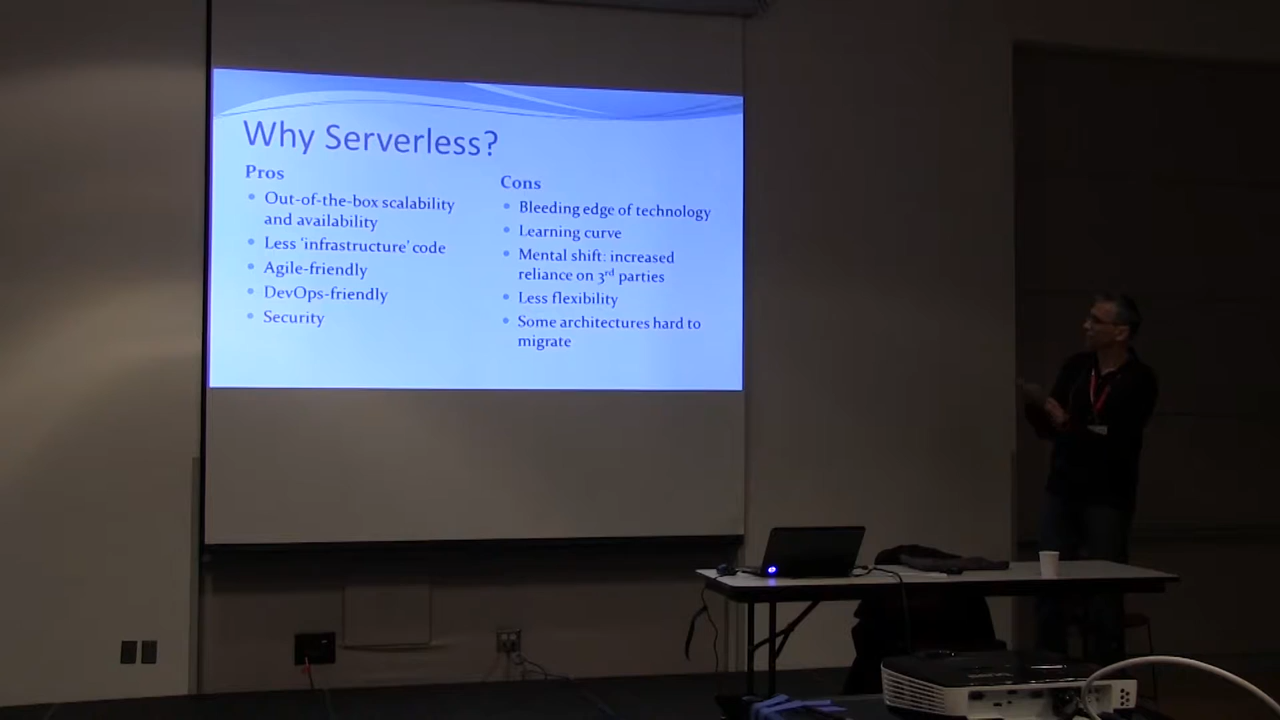 Why Serverless?
Pros
Out-of-the-box scalability
and availability
Less 'infrastructure' code
Agile-friendly
DevOps-friendly
Security
Cons
Bleeding edge of technology
Learning curve
Mental shift: increased
reliance on 3rd parties
Less flexibility
Some architectures hard to
migrate